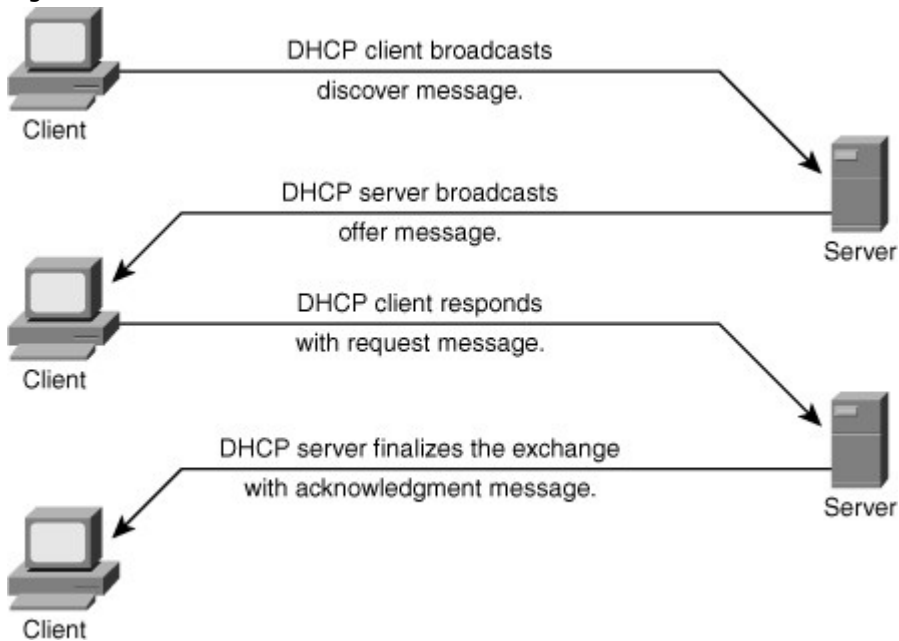 DHCP client broadcasts
discover message.
Client
DHCP server broadcasts
offer message.
Server
DHCP client responds
with request message.
Client
DHCP server finalizes the exchange
with acknowledgment message.
Server
Client